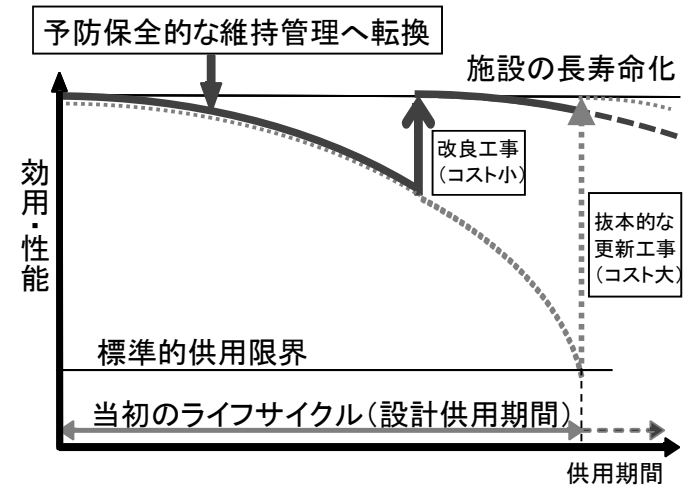 予防保全的な維持管理へ転換
施設の長寿命化
改良工事
（コスト小）
効用・性能
抜本的な
更新工事
（コスト大）
標準的供用限界
当初のライフサイクル（設計供用期間）
供用期間